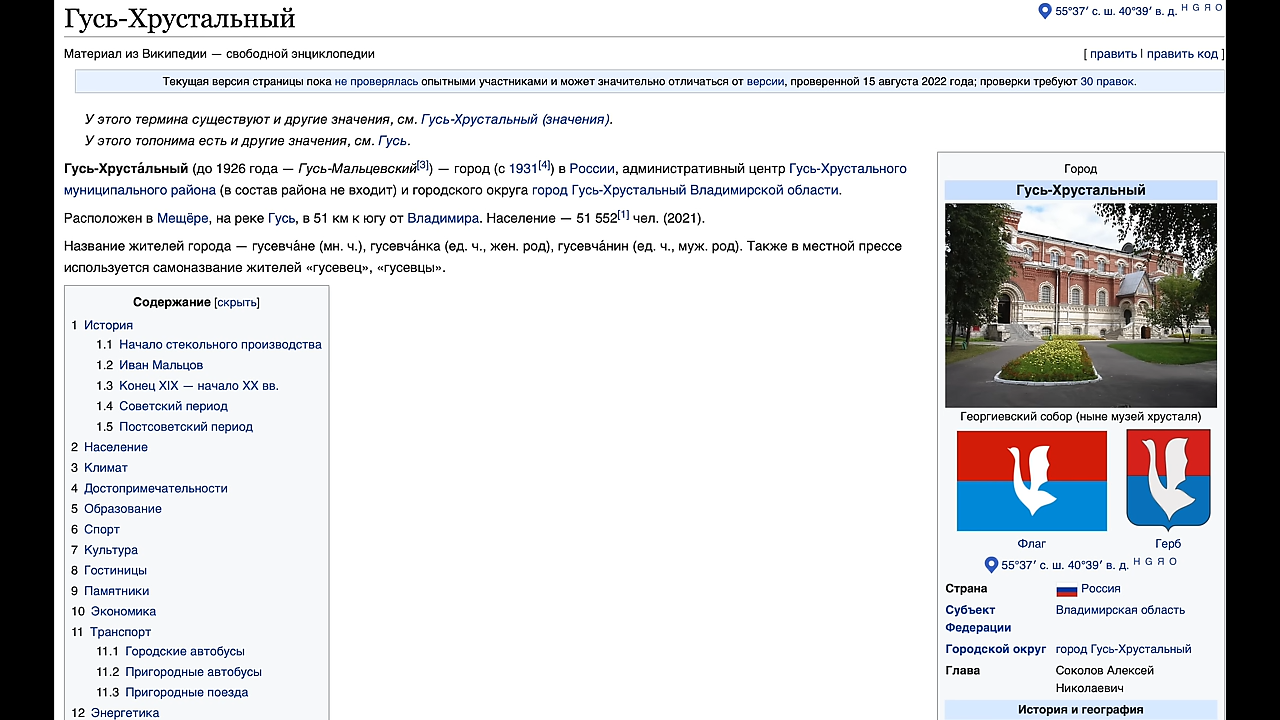 Гусь-Хрустальный
55°37′ с. ш. 40°39′ в. д. H G Я O
Материал из Википедии — свободной энциклопедии
[ править | править код ]
Текущая версия страницы пока не проверялась опытными участниками и может значительно отличаться от версии, проверенной 15 августа 2022 года; проверки требуют 30 правок.
У этого термина существуют и другие значения, см. Гусь-Хрустальный (значения).
У этого топонима есть и другие значения, см. Гусь.
Гусь-Хруста́льный (до 1926 года — Гусь-Мальцевский[3]) — город (с 1931[4]) в России, административный центр Гусь-Хрустального
муниципального района (в состав района не входит) и городского округа город Гусь-Хрустальный Владимирской области.
Расположен в Мещёре, на реке Гусь, в 51 км к югу от Владимира. Население — 51 552[1] чел. (2021).
Название жителей города — гусевча́не (мн. ч.), гусевча́нка (ед. ч., жен. род), гусевча́нин (ед. ч., муж. род). Также в местной прессе
используется самоназвание жителей «гусевец», «гусевцы».
Содержание [скрыть]
1 История
1.1 Начало стекольного производства
1.2 Иван Мальцов
1.3 Конец XIX — начало XX вв.
1.4 Советский период
1.5 Постсоветский период
2 Население
3 Климат
4 Достопримечательности
5 Образование
6 Спорт
7 Культура
8 Гостиницы
9 Памятники
10 Экономика
11 Транспорт
11.1 Городские автобусы
11.2 Пригородные автобусы
11.3 Пригородные поезда
12 Энергетика
Город
Гусь-Хрустальный
Георгиевский собор (ныне музей хрусталя)
Флаг
Герб
55°37′ с. ш. 40°39′ в. д. H G Я O
Страна Россия
Субъект Владимирская область
Федерации
Городской округ город Гусь-Хрустальный
Глава Соколов Алексей
Николаевич
История и география